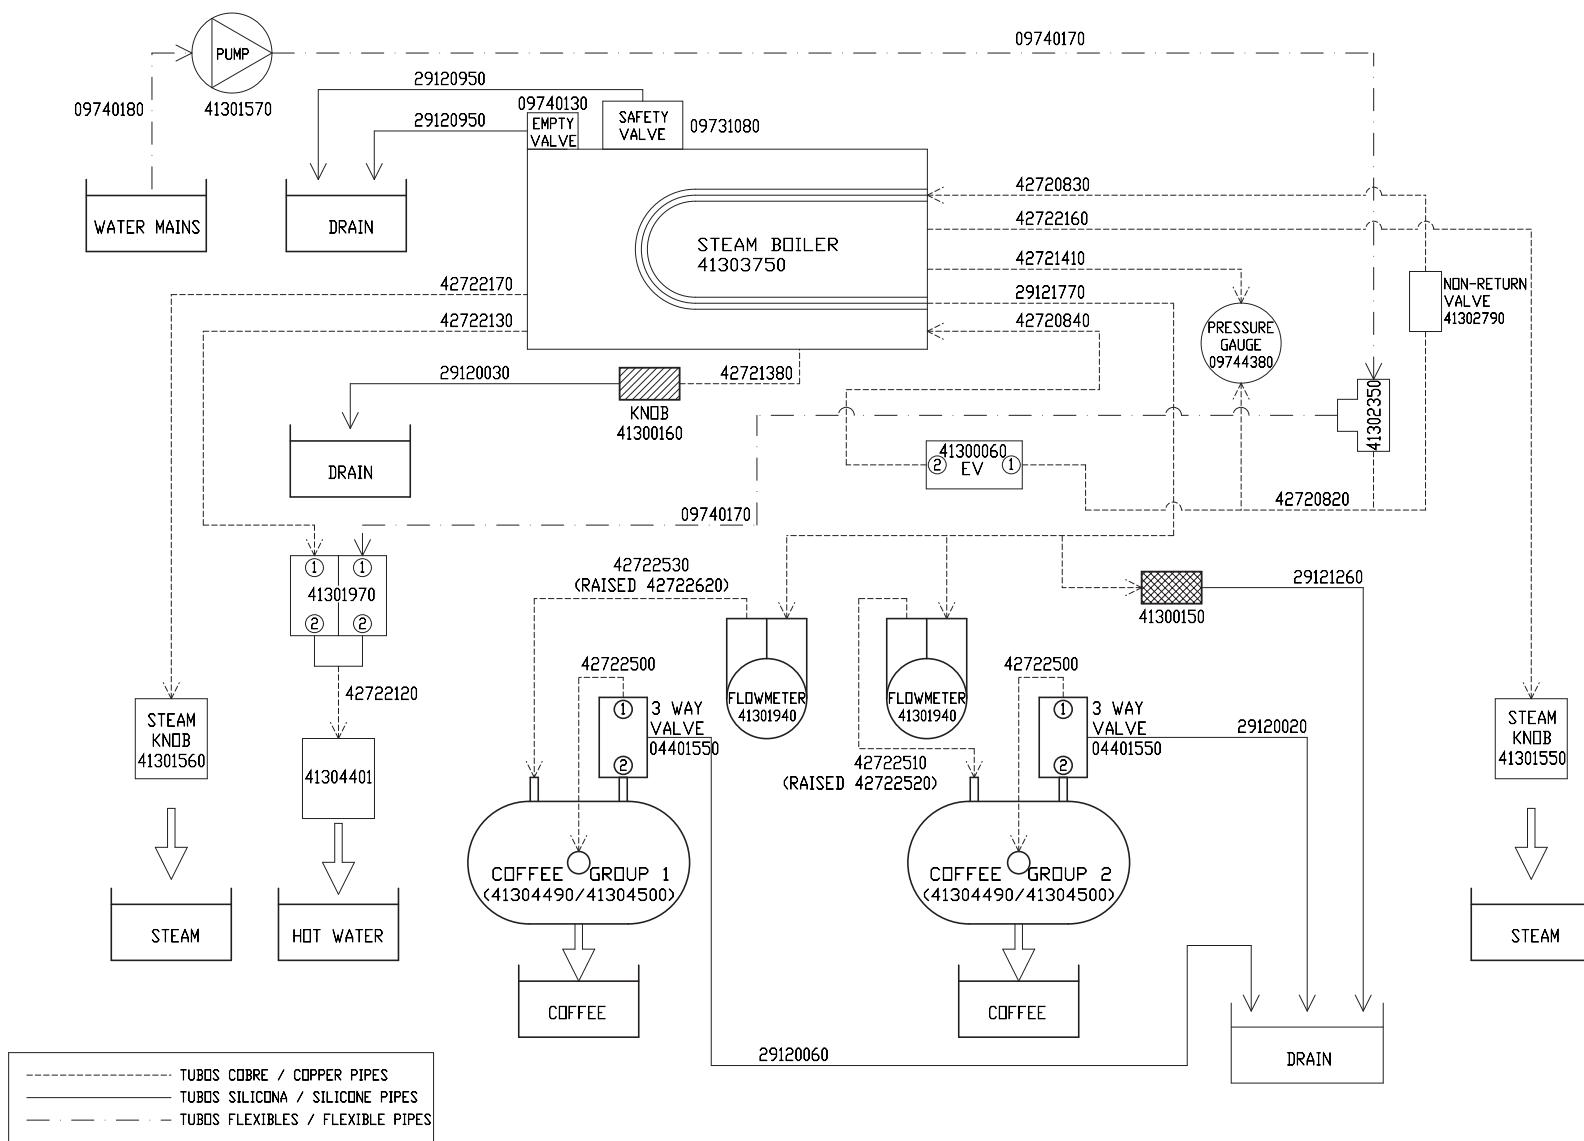 09740170
PUMP
29120950
09740130
09740180
41301570
29120950
EMPTY
VALVE
SAFETY
VALVE
09731080
42720830
WATER MAINS
DRAIN
42722160
STEAM BOILER
41303750
42721410
42722170
29121770
NON-RETURN
VALVE
41302790
42722130
42720840
PRESSURE
GAUGE
09744380
29120030
42721380
41302350
KNOB
41300160
DRAIN
41300060
2
EV
1
42720820
09740170
42722530
(RAISED 42722620)
1
1
41301970
2
2
29121260
41300150
42722500
42722500
42722120
FLOWMETER
41301940
FLOWMETER
41301940
1
3 WAY
VALVE
04401550
2
1
3 WAY
VALVE
04401550
2
29120020
STEAM
KNOB
41301560
STEAM
KNOB
41301550
42722510
(RAISED 42722520)
41304401
COFFEE GROUP 1
(41304490/41304500)
COFFEE GROUP 2
(41304490/41304500)
STEAM
HOT WATER
STEAM
COFFEE
COFFEE
29120060
DRAIN
TUBOS COBRE / COPPER PIPES
TUBOS SILICONA / SILICONE PIPES
TUBOS FLEXIBLES / FLEXIBLE PIPES